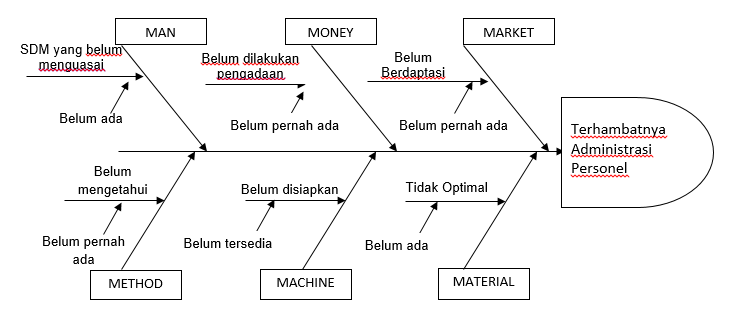 MAN
MONEY
MARKET
SDM yang belum
menguasai
Belum dilakukan
pengadaan
Belum
Berdaptasi
Belum ada
Belum pernah ada
Belum pernah ada
Terhambatnya
Administrasi
Personel
Belum
mengetahui
Belum disiapkan
Tidak Optimal
Belum pernah
ada
Belum tersedia
Belum ada
METHOD
MACHINE
MATERIAL